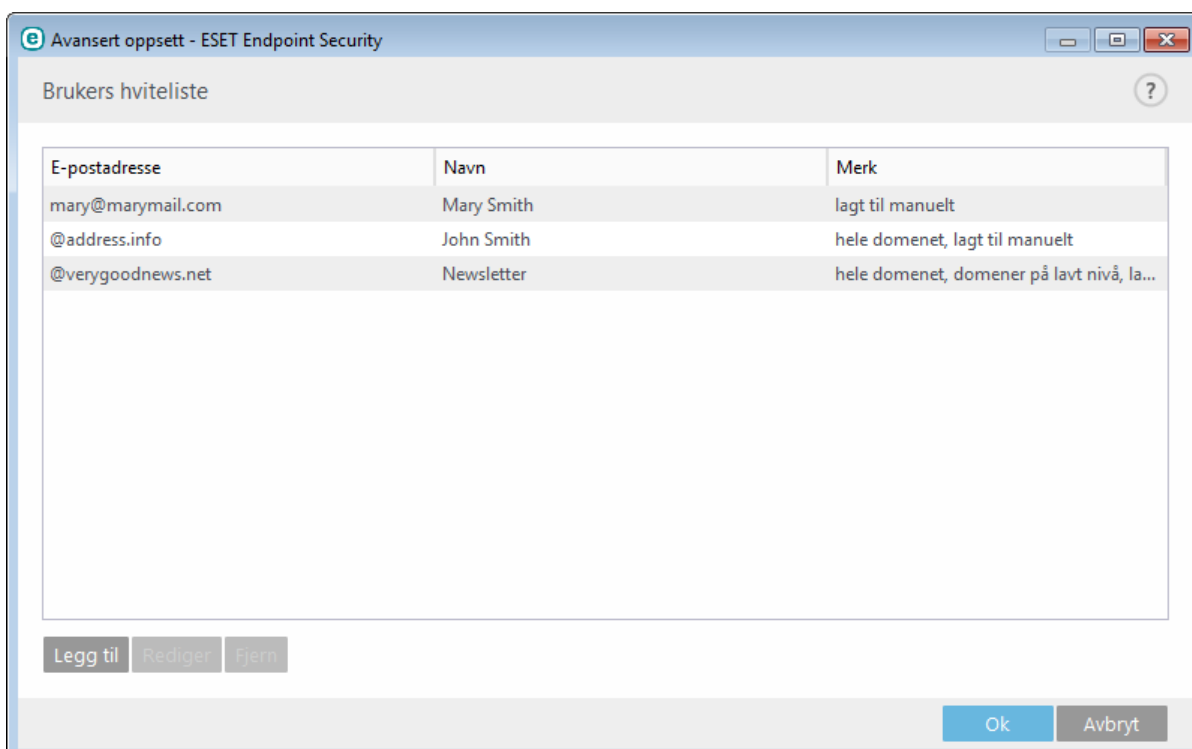 e Avansert oppsett - ESET Endpoint Security
Brukers hviteliste ?
E-postadresse Navn Merk
mary@marymail.com Mary Smith lagt til manuelt
@address.info John Smith hele domenet, lagt til manuelt
@verygoodnews.net Newsletter hele domenet, domener på lavt nivå, la...
Legg til Rediger Fjern
Ok Avbryt